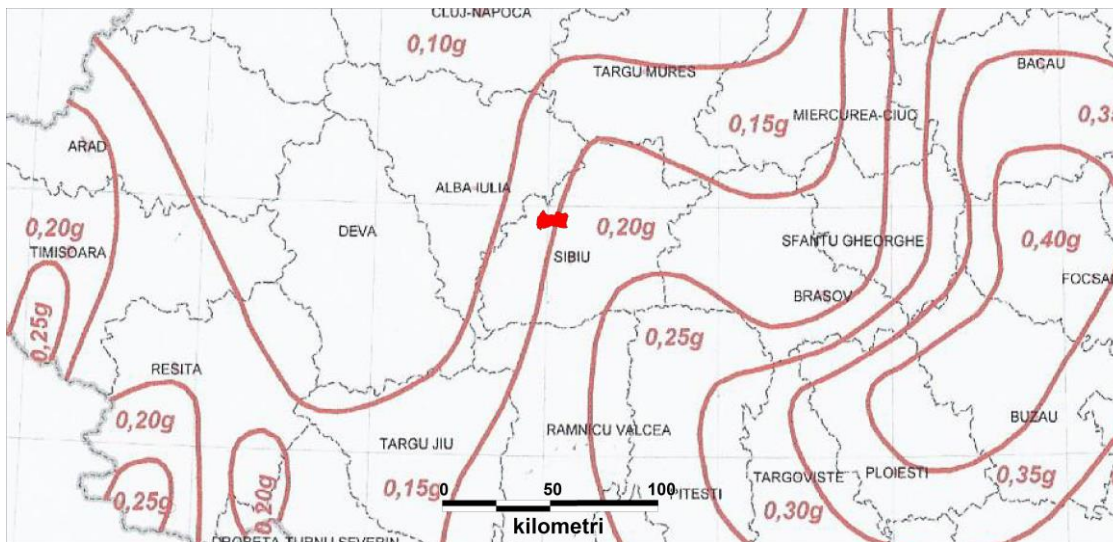 CLUJ-NAPOCA
0,10g
BACAU
TARGU MURES
0,15g
MIERCUREA-CIUC
ARAD
ALBA IULIA
0,20g
TIMISOARA
DEVA
0,20g
SIBIU
SFANTU GHEORGHE
0,40g
BRASOV
0,25g
0,25g
RESITA
0,20g
TARGU JIU
RAMNICU VALCEA
BUZAU
0,15g
0,20g
0,25g
TARGOVISTE
PLOIESTI
0,35g
0,30g
0 50 100
kilometri